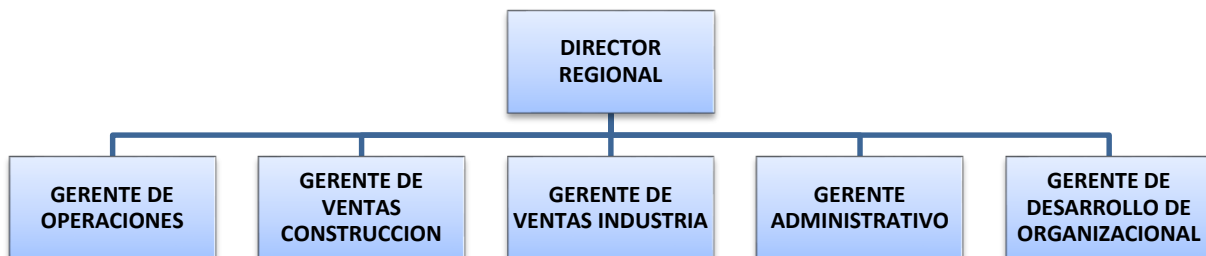 DIRECTOR
REGIONAL
GERENTE DE
OPERACIONES
GERENTE DE
VENTAS
CONSTRUCCION
GERENTE DE
VENTAS INDUSTRIA
GERENTE
ADMINISTRATIVO
GERENTE DE
DESARROLLO DE
ORGANIZACIONAL